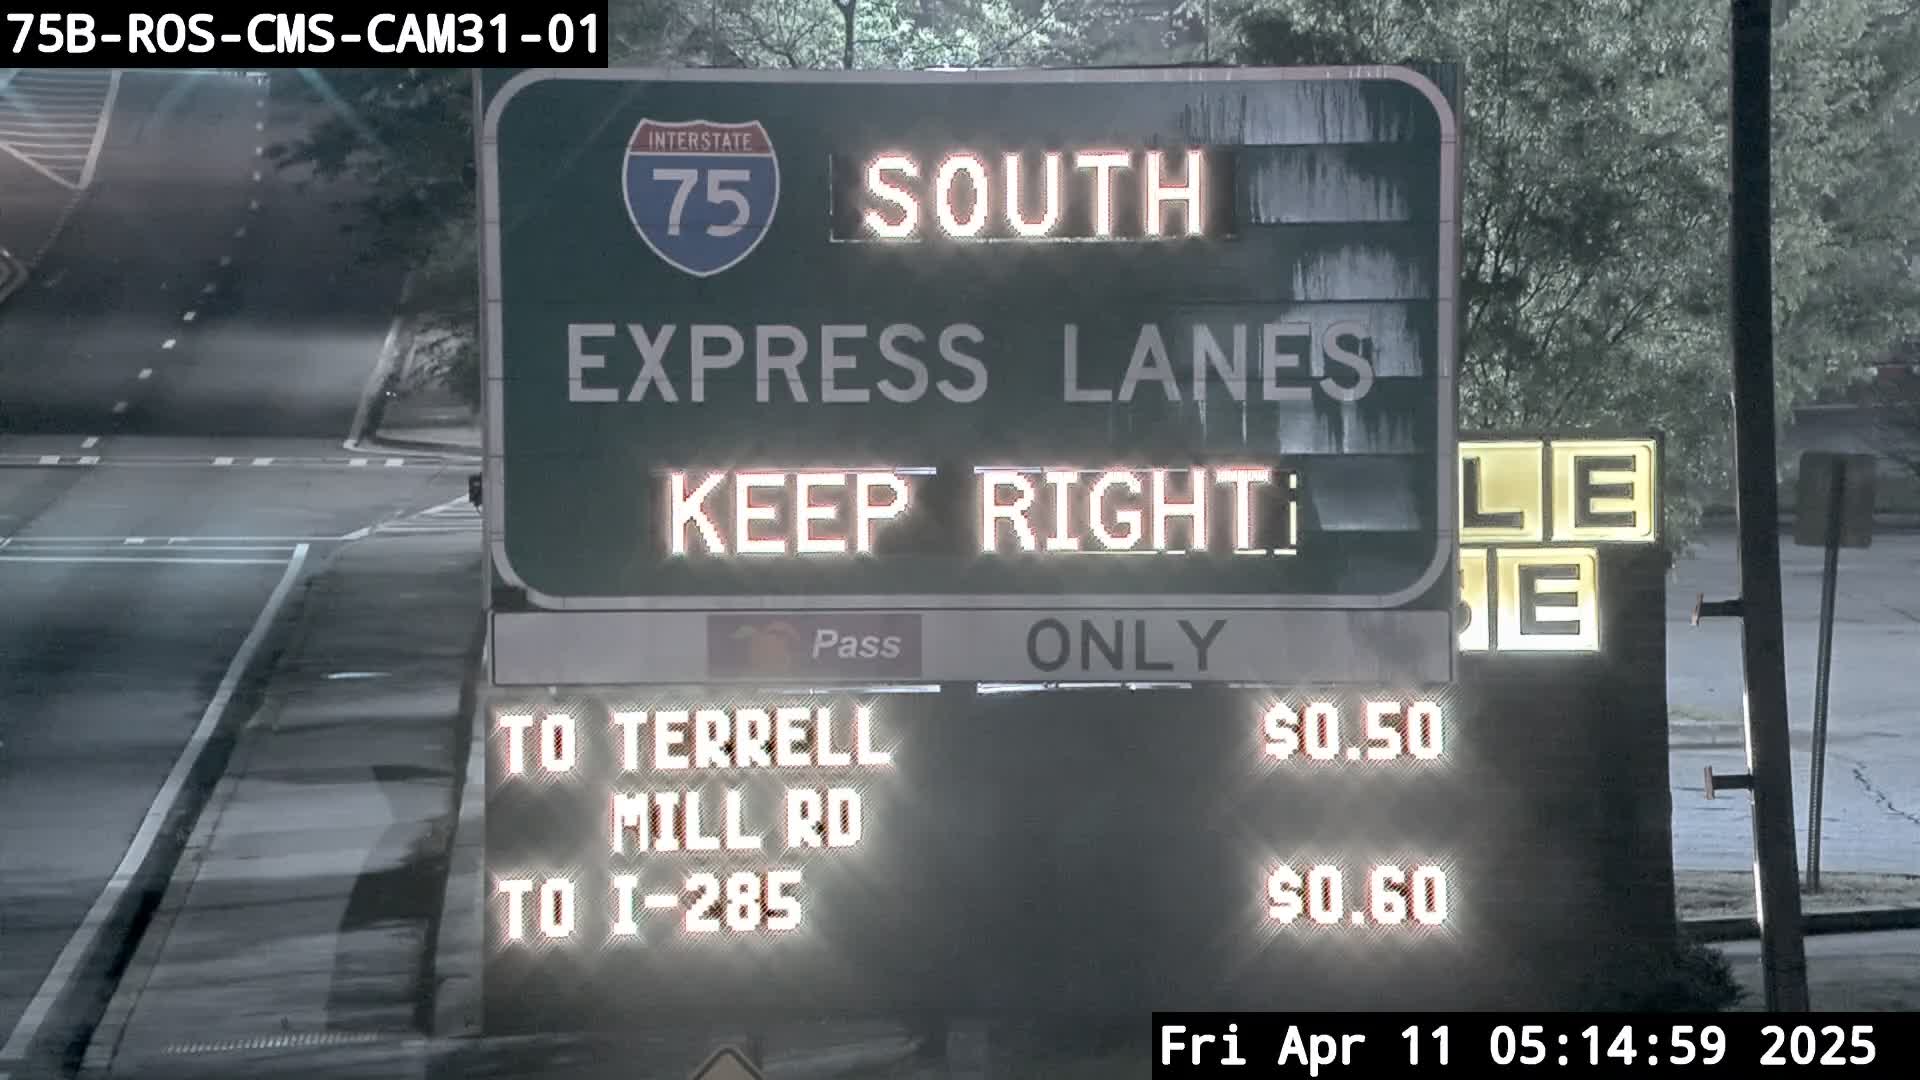 75B-ROS-CMS-CAM31-01
INTERSTATE
75
SOUTH
EXPRESS LANES
KEEP RIGHT
Pass ONLY
TO TERRELL $0.50
MILL RD
TO I-285 $0.60
LE
E
Fri Apr 11 05:14:59 2025